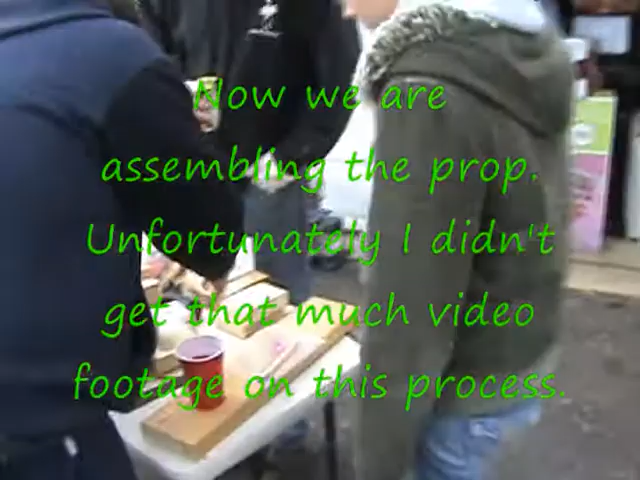 Now we are
assembling the prop.
Unfortunately I didn't
get that much video
footage on this process.